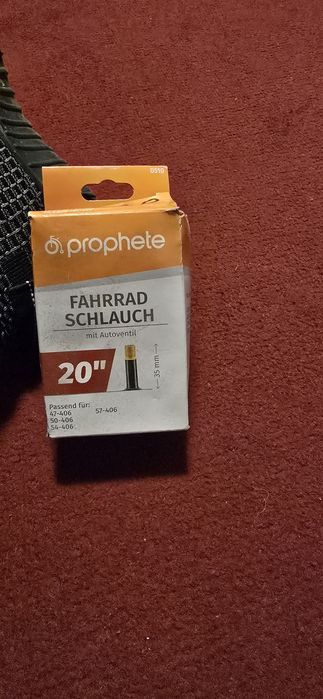 0510
prophete
FAHRRAD
SCHLAUCH
mit Autoventil
20"
35 mm
Passend für:
47-406 57-406
50-406
54-406